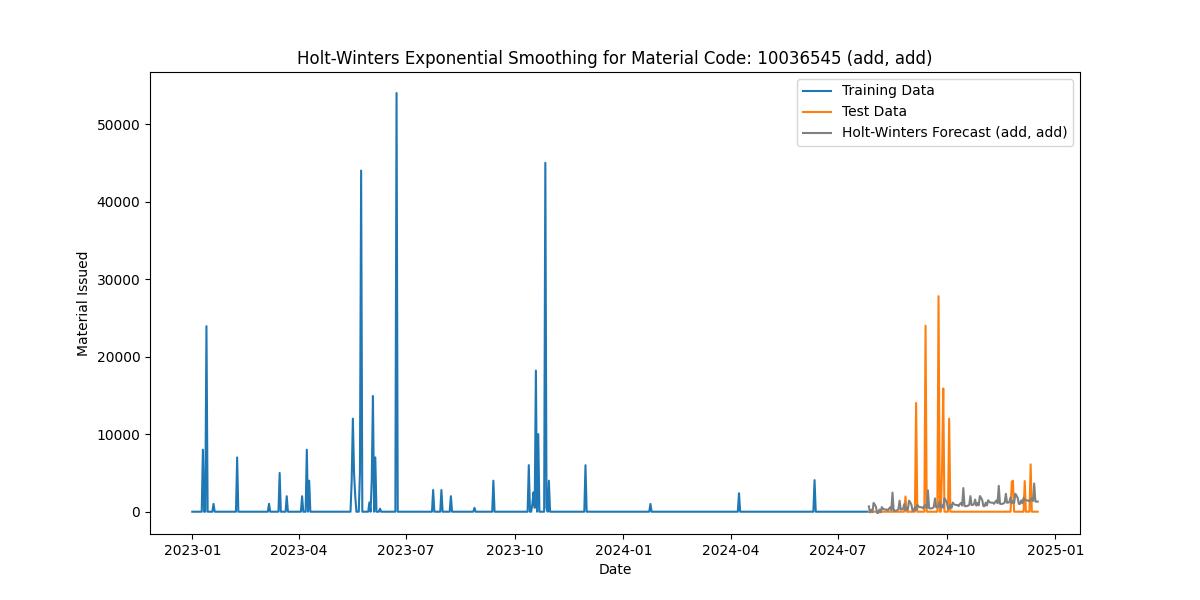 Holt-Winters Exponential Smoothing for Material Code: 10036545 (add, add)
Training Data
Test Data
Holt-Winters Forecast (add, add)
Material Issued
50000
40000
30000
20000
10000
0
2023-01 2023-04 2023-07 2023-10 2024-01 2024-04 2024-07 2024-10 2025-01
Date